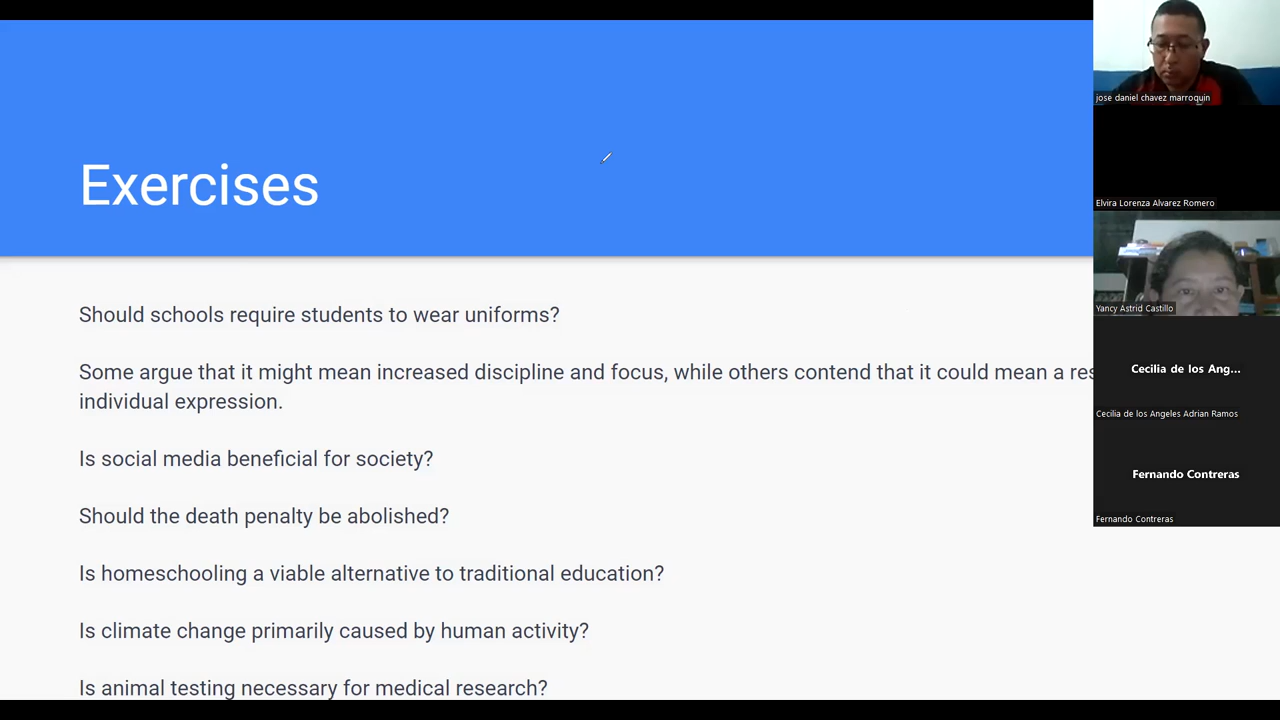 Exercises
Should schools require students to wear uniforms?
Some argue that it might mean increased discipline and focus, while others contend that it could mean a
individual expression.
Is social media beneficial for society?
Should the death penalty be abolished?
Is homeschooling a viable alternative to traditional education?
Is climate change primarily caused by human activity?
Is animal testing necessary for medical research?
jose daniel chavez marroquin
Elvira Lorenza Alvarez Romero
Yancy Astrid Castillo
Cecilia de los Ang...
Cecilia de los Angeles Adrian Ramos
Fernando Contreras
Fernando Contreras